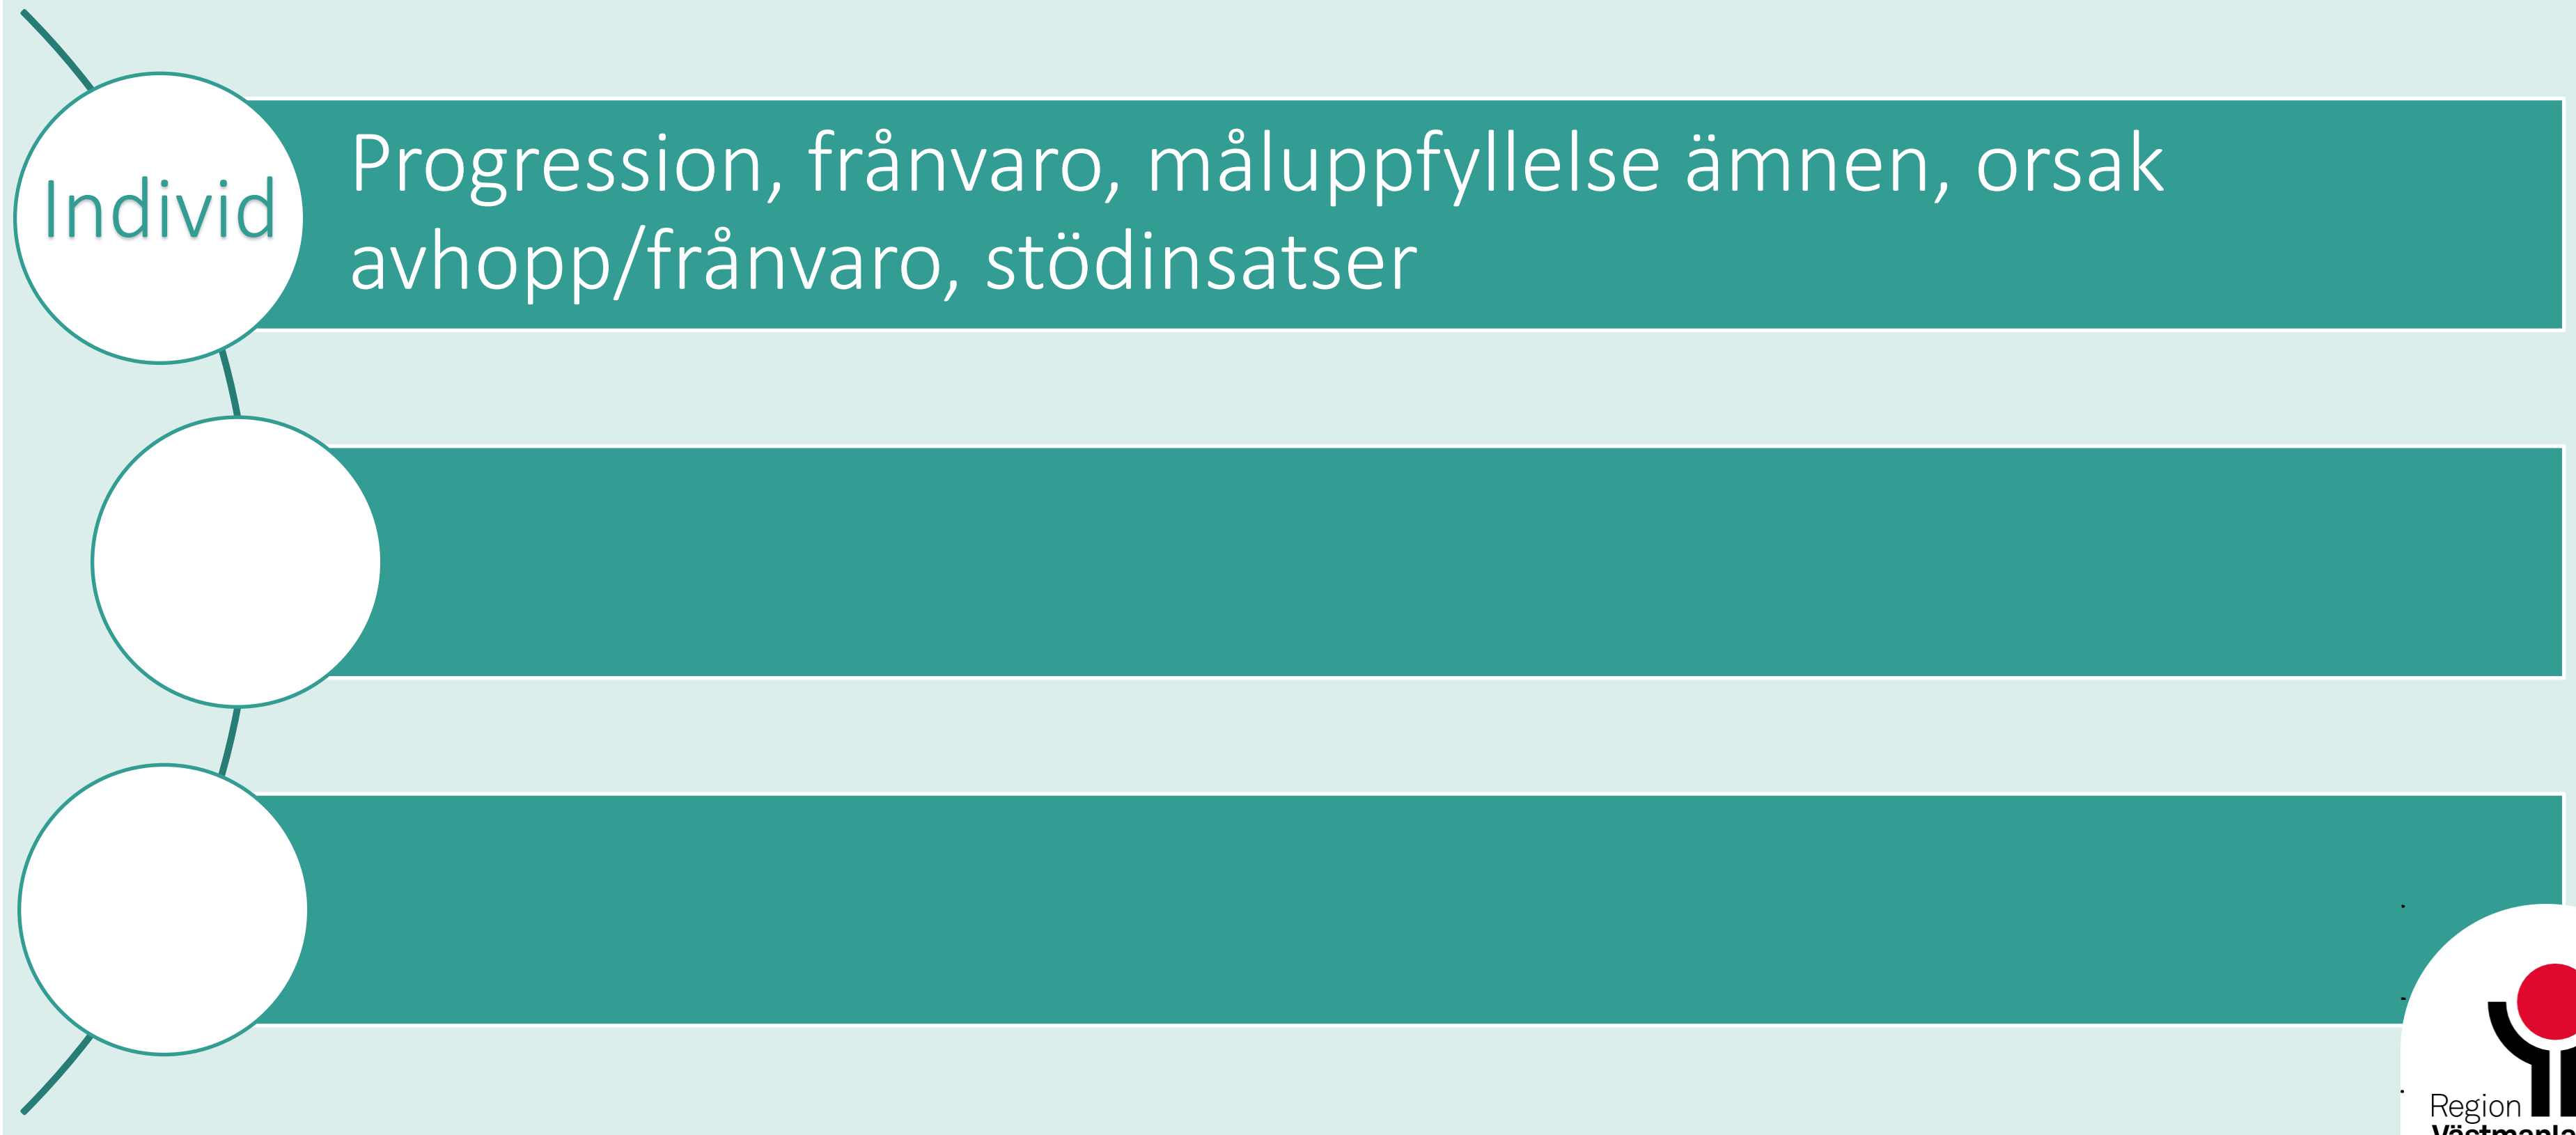 Individ
Progression, frånvaro, måluppfyllelse ämnen, orsak
avhopp/frånvaro, stödinsatser
Region